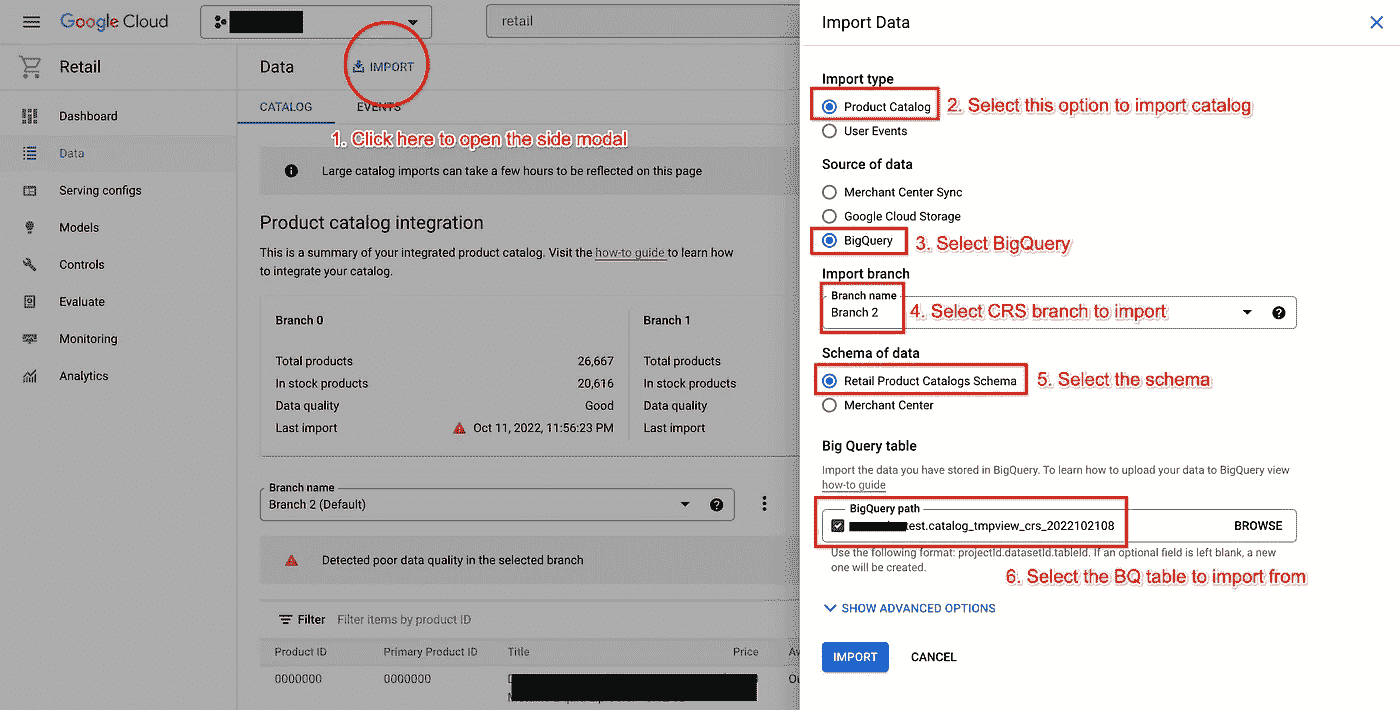 Google Cloud
retail
Retail
Dashboard
Data
Serving configs
Models
Controls
Evaluate
Monitoring
Analytics
Data
IMPORT
CATALOG
EVENTS
1. Click here to open the side modal
Large catalog imports can take a few hours to be reflected on this page
Product catalog integration
This is a summary of your integrated product catalog. Visit the how-to guide to learn how
to integrate your catalog.
Branch 0
Total products 26,667
In stock products 20,616
Data quality Good
Last import Oct 11, 2022, 11:56:23 PM
Branch 1
Total products
In stock products
Data quality
Last import
Branch name
Branch 2 (Default)
Detected poor data quality in the selected branch
Filter Filter items by product ID
Product ID Primary Product ID Title Price
0000000 0000000
Import Data
Import type
Product Catalog
2. Select this option to import catalog
User Events
Source of data
Merchant Center Sync
Google Cloud Storage
BigQuery
3. Select BigQuery
Import branch
Branch name
Branch 2
4. Select CRS branch to import
Schema of data
Retail Product Catalogs Schema
5. Select the schema
Merchant Center
Big Query table
Import the data you have stored in BigQuery. To learn how to upload your data to BigQuery view
how-to guide
BigQuery path
test.catalog_tmpview_crs_2022102108
BROWSE
Use the following format: projectId.datasetId.tableId. If an optional field is left blank, a new
one will be created.
6. Select the BQ table to import from
SHOW ADVANCED OPTIONS
IMPORT CANCEL